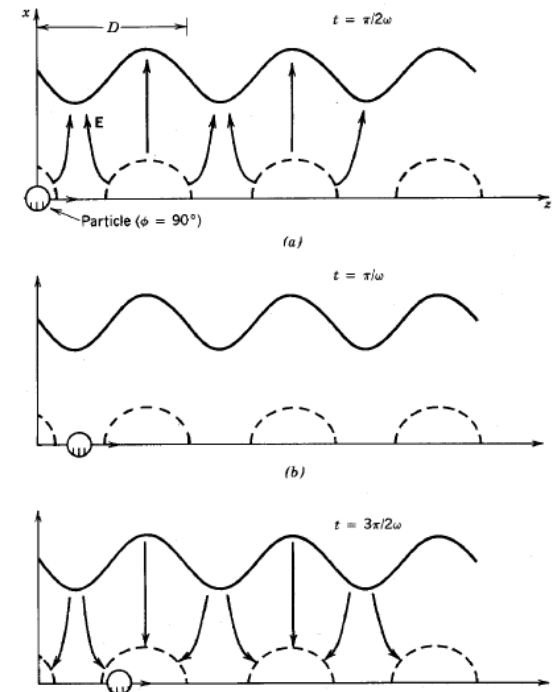 x
D
t = π/2ω
E
z
Particle (ϕ = 90°)
(a)
t = π/ω
(b)
t = 3π/2ω